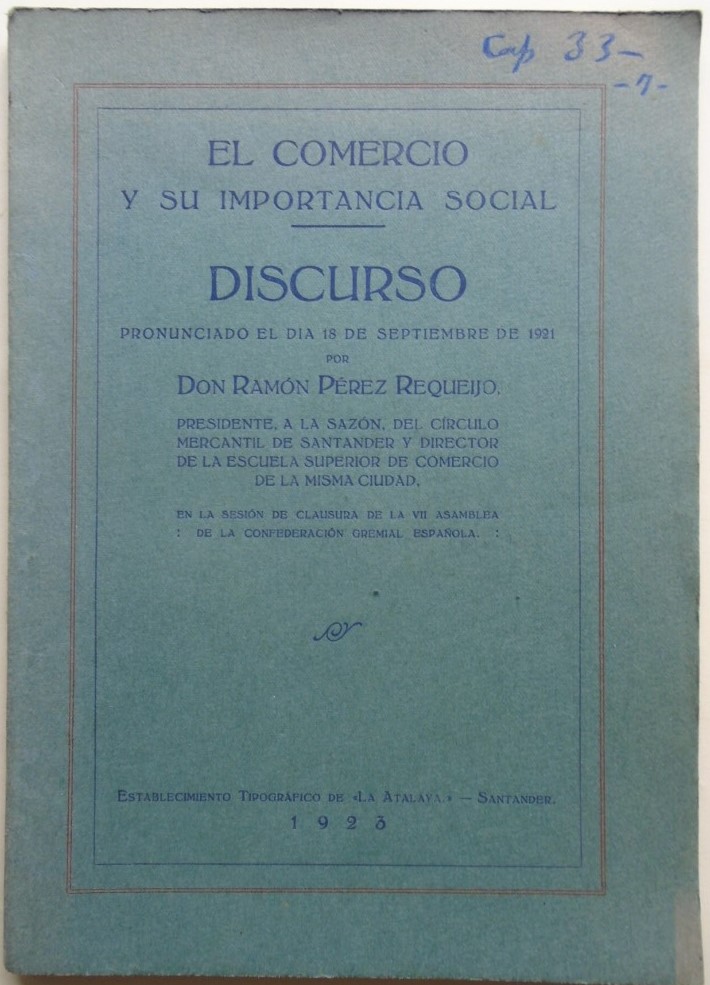 Cap 33-
-7-
EL COMERCIO
Y SU IMPORTANCIA SOCIAL
DISCURSO
PRONUNCIADO EL DIA 18 DE SEPTIEMBRE DE 1921
POR
DON RAMÓN PÉREZ REQUEIJO,
PRESIDENTE, A LA SAZÓN, DEL CÍRCULO
MERCANTIL DE SANTANDER Y DIRECTOR
DE LA ESCUELA SUPERIOR DE COMERCIO
DE LA MISMA CIUDAD,
EN LA SESIÓN DE CLAUSURA DE LA VII ASAMBLEA
: DE LA CONFEDERACIÓN GREMIAL ESPAÑOLA. :
ESTABLECIMIENTO TIPOGRÁFICO DE «LA ATALAYA.» — SANTANDER.
1923